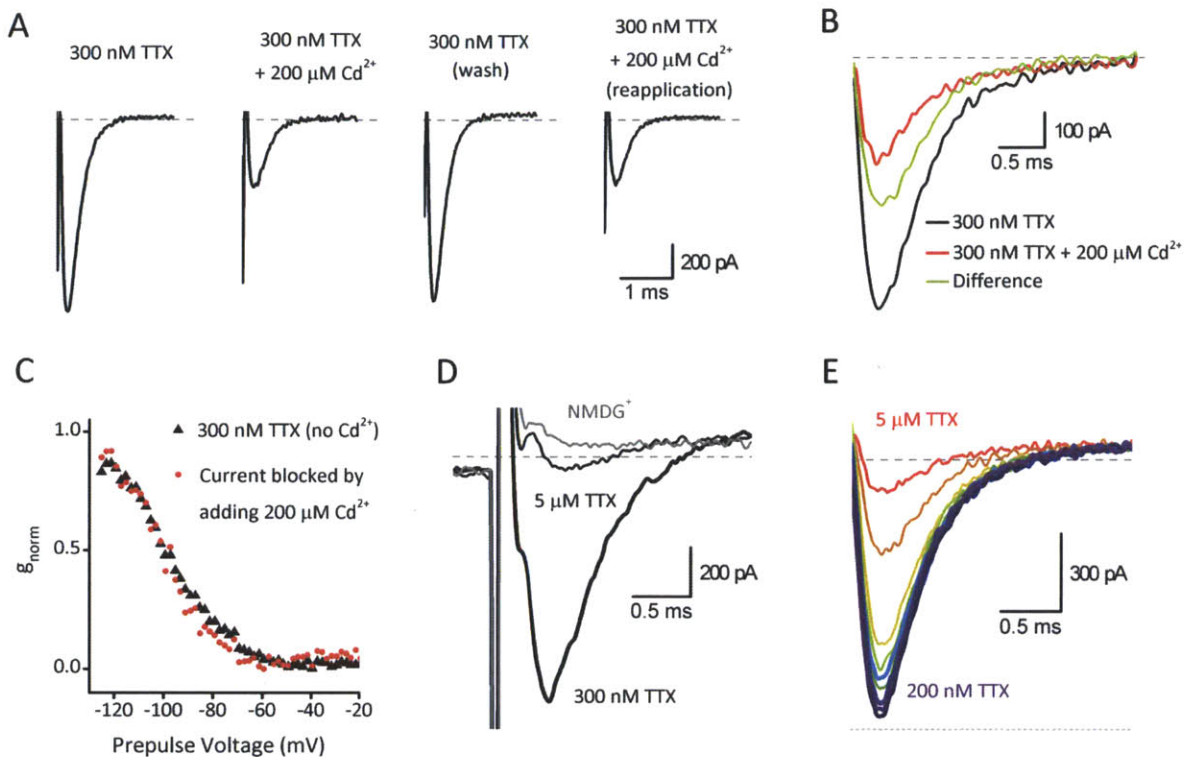 A
300 nM TTX
300 nM TTX
+ 200 μM Cd²⁺
300 nM TTX
(wash)
300 nM TTX
+ 200 μM Cd²⁺
(reapplication)
200 pA
1 ms
B
100 pA
0.5 ms
300 nM TTX
300 nM TTX + 200 μM Cd²⁺
Difference
C
1.0
0.5
0.0
g_norm
-120
-100
-80
-60
-40
-20
Prepulse Voltage (mV)
300 nM TTX (no Cd²⁺)
Current blocked by
adding 200 μM Cd²⁺
D
NMDG⁺
5 μM TTX
200 pA
0.5 ms
300 nM TTX
E
5 μM TTX
300 pA
0.5 ms
200 nM TTX